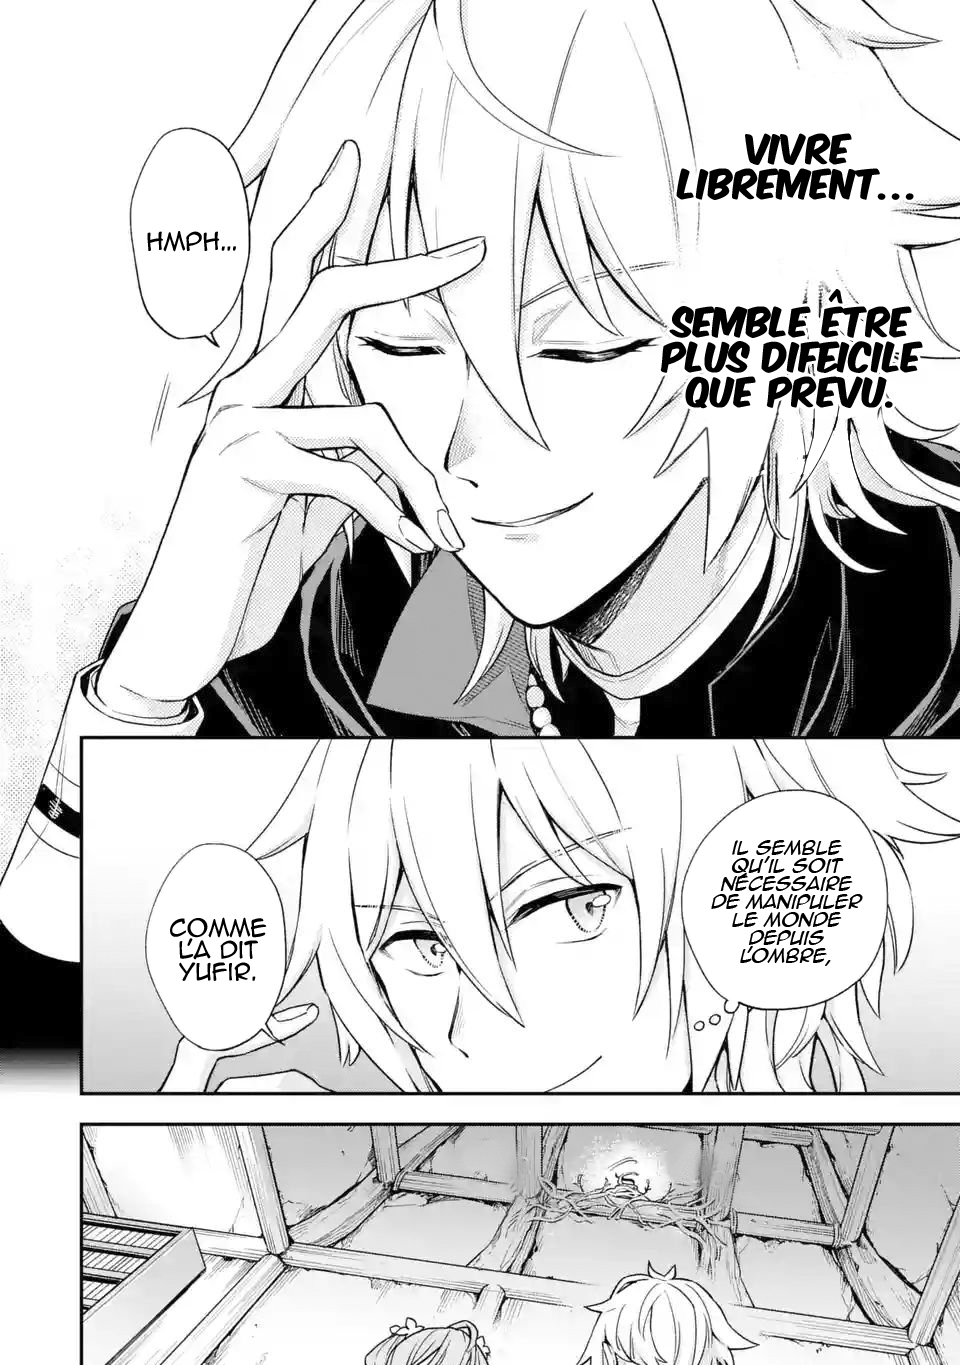 VIVRE
LIBREMENT...
HMPH...
SEMBLE ÊTRE
PLUS DIFEICILE
QUE PREVU.
IL SEMBLE
QU'IL SOIT
NÉCESSAIRE
DE MANIPULER
LE MONDE
DEPUIS
L'OMBRE,
COMME
L'A DIT
YUFIR.